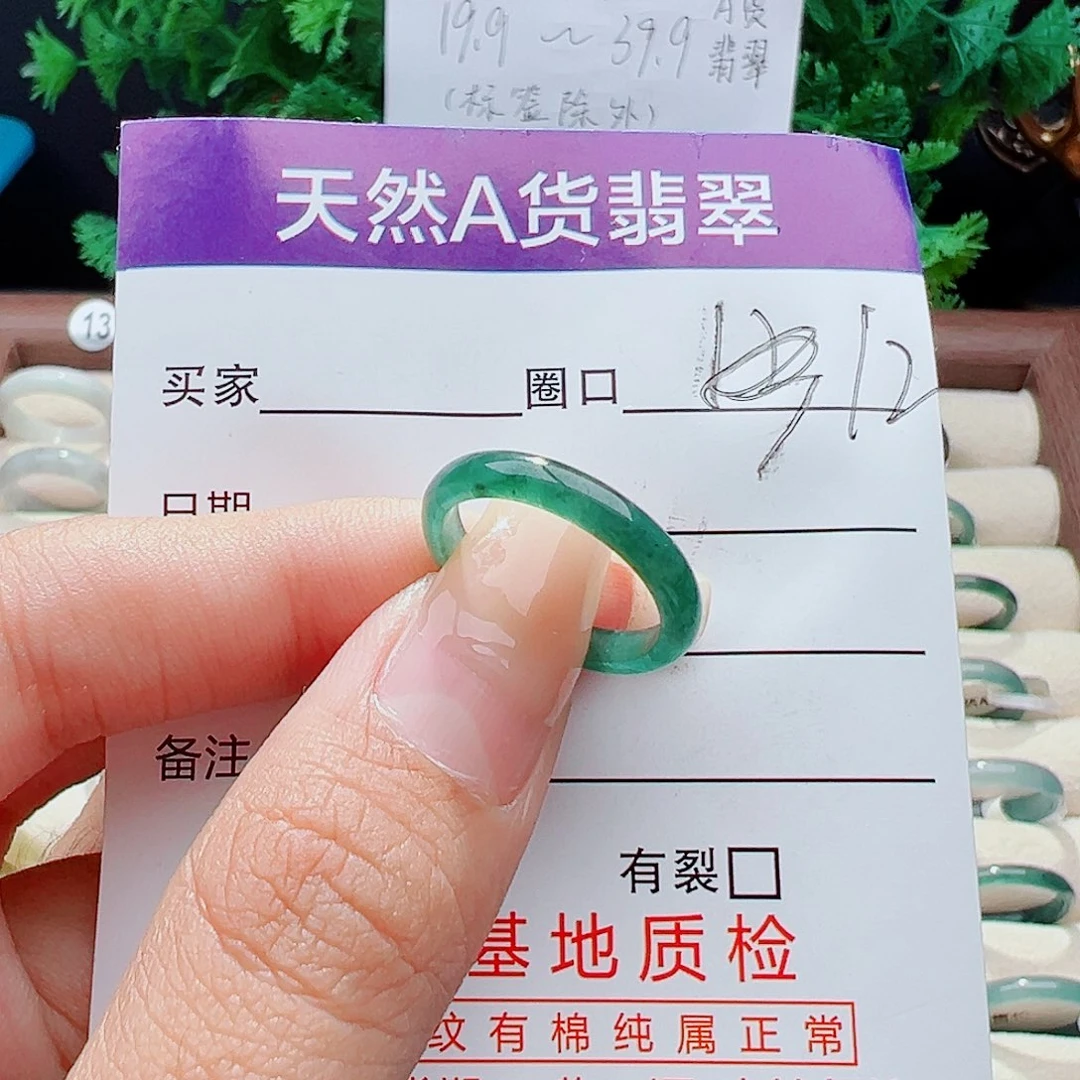 19.9 ~ 39.9 A货
翡翠
(标签除外)
天然A货翡翠
13
买家 圈口 12
日期
备注
有裂□
基地质检
纹有棉纯属正常